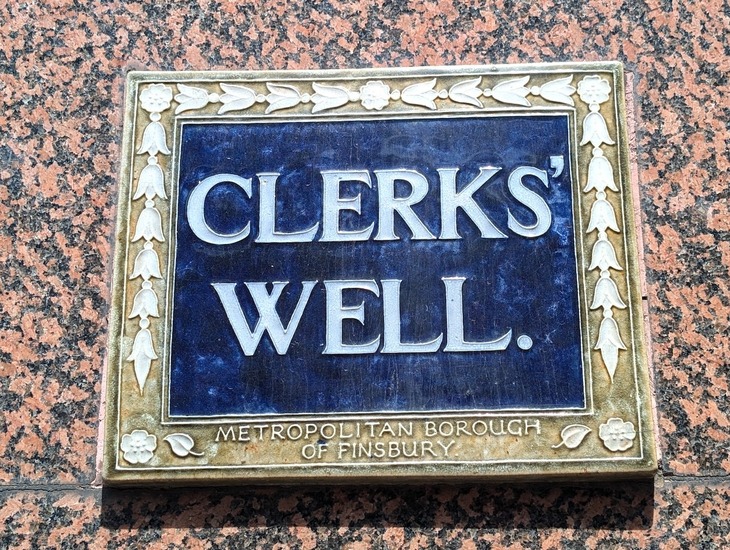 CLERKS'
WELL.
METROPOLITAN BOROUGH
OF FINSBURY.